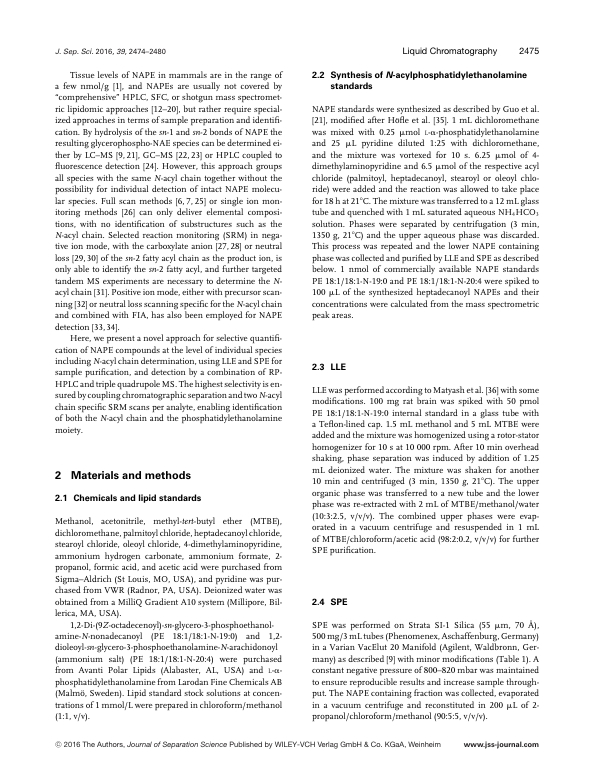 J. Sep. Sci. 2016, 39, 2474–2480
Liquid Chromatography 2475
Tissue levels of NAPE in mammals are in the range of
a few nmol/g [1], and NAPEs are usually not covered by
“comprehensive” HPLC, SFC, or shotgun mass spectromet-
ric lipidomic approaches [12–20], but rather require special-
ized approaches in terms of sample preparation and identifi-
cation. By hydrolysis of the sn-1 and sn-2 bonds of NAPE the
resulting glycerophospho-NAE species can be determined ei-
ther by LC–MS [9, 21], GC–MS [22, 23] or HPLC coupled to
fluorescence detection [24]. However, this approach groups
all species with the same N-acyl chain together without the
possibility for individual detection of intact NAPE molecu-
lar species. Full scan methods [6, 7, 25] or single ion mon-
itoring methods [26] can only deliver elemental composi-
tions, with no identification of substructures such as the
N-acyl chain. Selected reaction monitoring (SRM) in nega-
tive ion mode, with the carboxylate anion [27, 28] or neutral
loss [29, 30] of the sn-2 fatty acyl chain as the product ion, is
only able to identify the sn-2 fatty acyl, and further targeted
tandem MS experiments are necessary to determine the N-
acyl chain [31]. Positive ion mode, either with precursor scan-
ning [32] or neutral loss scanning specific for the N-acyl chain
and combined with FIA, has also been employed for NAPE
detection [33, 34].
Here, we present a novel approach for selective quantifi-
cation of NAPE compounds at the level of individual species
including N-acyl chain determination, using LLE and SPE for
sample purification, and detection by a combination of RP-
HPLC and triple quadrupole MS. The highest selectivity is en-
sured by coupling chromatographic separation and two N-acyl
chain specific SRM scans per analyte, enabling identification
of both the N-acyl chain and the phosphatidylethanolamine
moiety.
2 Materials and methods
2.1 Chemicals and lipid standards
Methanol, acetonitrile, methyl-tert-butyl ether (MTBE),
dichloromethane, palmitoyl chloride, heptadecanoyl chloride,
stearoyl chloride, oleoyl chloride, 4-dimethylaminopyridine,
ammonium hydrogen carbonate, ammonium formate, 2-
propanol, formic acid, and acetic acid were purchased from
Sigma–Aldrich (St Louis, MO, USA), and pyridine was pur-
chased from VWR (Radnor, PA, USA). Deionized water was
obtained from a MilliQ Gradient A10 system (Millipore, Bil-
lerica, MA, USA).
1,2-Di-(9Z-octadecenoyl)-sn-glycero-3-phosphoethanol-
amine-N-nonadecanoyl (PE 18:1/18:1-N-19:0) and 1,2-
dioleoyl-sn-glycero-3-phosphoethanolamine-N-arachidonoyl
(ammonium salt) (PE 18:1/18:1-N-20:4) were purchased
from Avanti Polar Lipids (Alabaster, AL, USA) and L-α-
phosphatidylethanolamine from Larodan Fine Chemicals AB
(Malmö, Sweden). Lipid standard stock solutions at concen-
trations of 1 mmol/L were prepared in chloroform/methanol
(1:1, v/v).
2.2 Synthesis of N-acylphosphatidylethanolamine
standards
NAPE standards were synthesized as described by Guo et al.
[21], modified after Höfle et al. [35]. 1 mL dichloromethane
was mixed with 0.25 μmol L-α-phosphatidylethanolamine
and 25 μL pyridine diluted 1:25 with dichloromethane,
and the mixture was vortexed for 10 s. 6.25 μmol of 4-
dimethylaminopyridine and 6.5 μmol of the respective acyl
chloride (palmitoyl, heptadecanoyl, stearoyl or oleoyl chlo-
ride) were added and the reaction was allowed to take place
for 18 h at 21°C. The mixture was transferred to a 12 mL glass
tube and quenched with 1 mL saturated aqueous NH₄HCO₃
solution. Phases were separated by centrifugation (3 min,
1350 g, 21°C) and the upper aqueous phase was discarded.
This process was repeated and the lower NAPE containing
phase was collected and purified by LLE and SPE as described
below. 1 nmol of commercially available NAPE standards
PE 18:1/18:1-N-19:0 and PE 18:1/18:1-N-20:4 were spiked to
100 μL of the synthesized heptadecanoyl NAPEs and their
concentrations were calculated from the mass spectrometric
peak areas.
2.3 LLE
LLE was performed according to Matyash et al. [36] with some
modifications. 100 mg rat brain was spiked with 50 pmol
PE 18:1/18:1-N-19:0 internal standard in a glass tube with
a Teflon-lined cap. 1.5 mL methanol and 5 mL MTBE were
added and the mixture was homogenized using a rotor-stator
homogenizer for 10 s at 10 000 rpm. After 10 min overhead
shaking, phase separation was induced by addition of 1.25
mL deionized water. The mixture was shaken for another
10 min and centrifuged (3 min, 1350 g, 21°C). The upper
organic phase was transferred to a new tube and the lower
phase was re-extracted with 2 mL of MTBE/methanol/water
(10:3:2.5, v/v/v). The combined upper phases were evap-
orated in a vacuum centrifuge and resuspended in 1 mL
of MTBE/chloroform/acetic acid (98:2:0.2, v/v/v) for further
SPE purification.
2.4 SPE
SPE was performed on Strata SI-1 Silica (55 μm, 70 Å),
500 mg/3 mL tubes (Phenomenex, Aschaffenburg, Germany)
in a Varian VacElut 20 Manifold (Agilent, Waldbronn, Ger-
many) as described [9] with minor modifications (Table 1). A
constant negative pressure of 800–820 mbar was maintained
to ensure reproducible results and increase sample through-
put. The NAPE containing fraction was collected, evaporated
in a vacuum centrifuge and reconstituted in 200 μL of 2-
propanol/chloroform/methanol (90:5:5, v/v/v).
© 2016 The Authors, Journal of Separation Science Published by WILEY-VCH Verlag GmbH & Co. KGaA, Weinheim
www.jss-journal.com